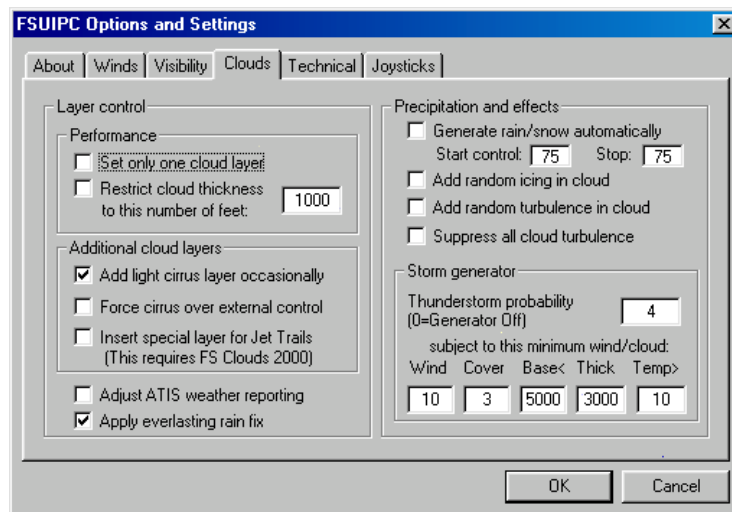 FSUIPC Options and Settings
About Winds Visibility Clouds Technical Joysticks
Layer control
Performance
Set only one cloud layer
Restrict cloud thickness
to this number of feet: 1000
Additional cloud layers
Add light cirrus layer occasionally
Force cirrus over external control
Insert special layer for Jet Trails
(This requires FS Clouds 2000)
Adjust ATIS weather reporting
Apply everlasting rain fix
Precipitation and effects
Generate rain/snow automatically
Start control: 75 Stop: 75
Add random icing in cloud
Add random turbulence in cloud
Suppress all cloud turbulence
Storm generator
Thunderstorm probability
(0=Generator Off) 4
subject to this minimum wind/cloud:
Wind Cover Base< Thick Temp>
10 3 5000 3000 10
OK Cancel